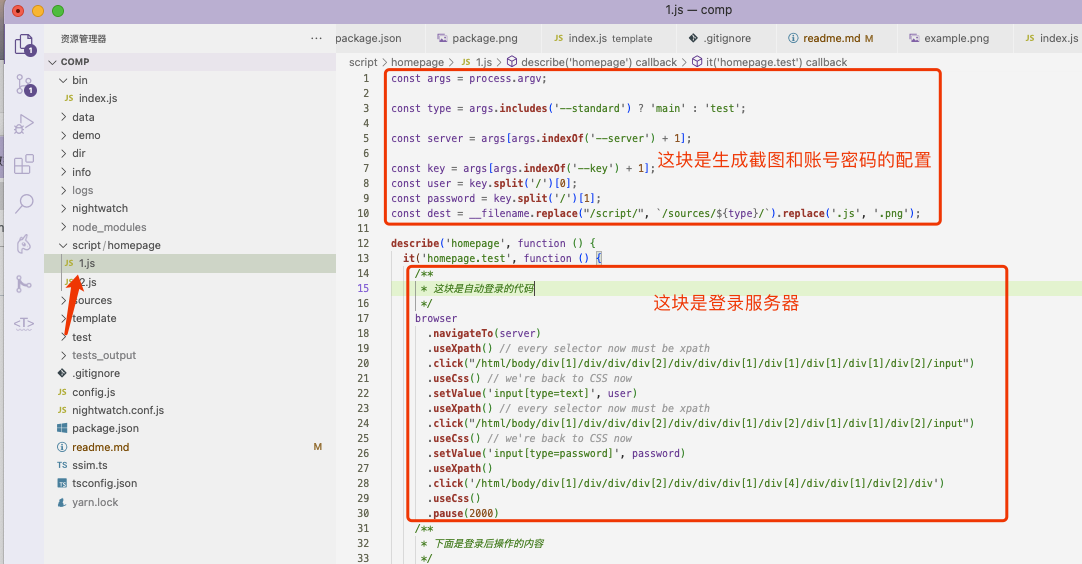 1.js — comp
资源管理器
···
package.json
package.png
JS index.js template
.gitignore
readme.md M
example.png
JS index.js
COMP
bin
JS index.js
data
demo
dir
info
logs
nightwatch
node_modules
script/homepage
JS 1.js
2.js
sources
template
test
tests_output
.gitignore
JS config.js
JS nightwatch.conf.js
package.json
readme.md M
TS ssim.ts
tsconfig.json
yarn.lock
1
1
script > homepage > JS 1.js > describe('homepage') callback > it('homepage.test') callback
1 const args = process.argv;
2
3 const type = args.includes('--standard') ? 'main' : 'test';
4
5 const server = args[args.indexOf('--server') + 1];
6
这块是生成截图和账号密码的配置
7 const key = args[args.indexOf('--key') + 1];
8 const user = key.split('/')[0];
9 const password = key.split('/')[1];
10 const dest = __filename.replace("/script/", `/sources/${type}/`).replace('.js', '.png');
11
12 describe('homepage', function () {
13 it('homepage.test', function () {
14 /**
15 * 这块是自动登录的代码
16 */
这块是登录服务器
17 browser
18 .navigateTo(server)
19 .useXpath() // every selector now must be xpath
20 .click("/html/body/div[1]/div/div/div[2]/div/div/div[1]/div[1]/div[1]/div[1]/div[2]/input")
21 .useCss() // we're back to CSS now
22 .setValue('input[type=text]', user)
23 .useXpath() // every selector now must be xpath
24 .click("/html/body/div[1]/div/div/div[2]/div/div/div[1]/div[2]/div[1]/div[1]/div[2]/input")
25 .useCss() // we're back to CSS now
26 .setValue('input[type=password]', password)
27 .useXpath()
28 .click('/html/body/div[1]/div/div/div[2]/div/div/div[1]/div[4]/div/div[1]/div[2]/div')
29 .useCss()
30 .pause(2000)
31 /**
32 * 下面是登录后操作的内容
33 */